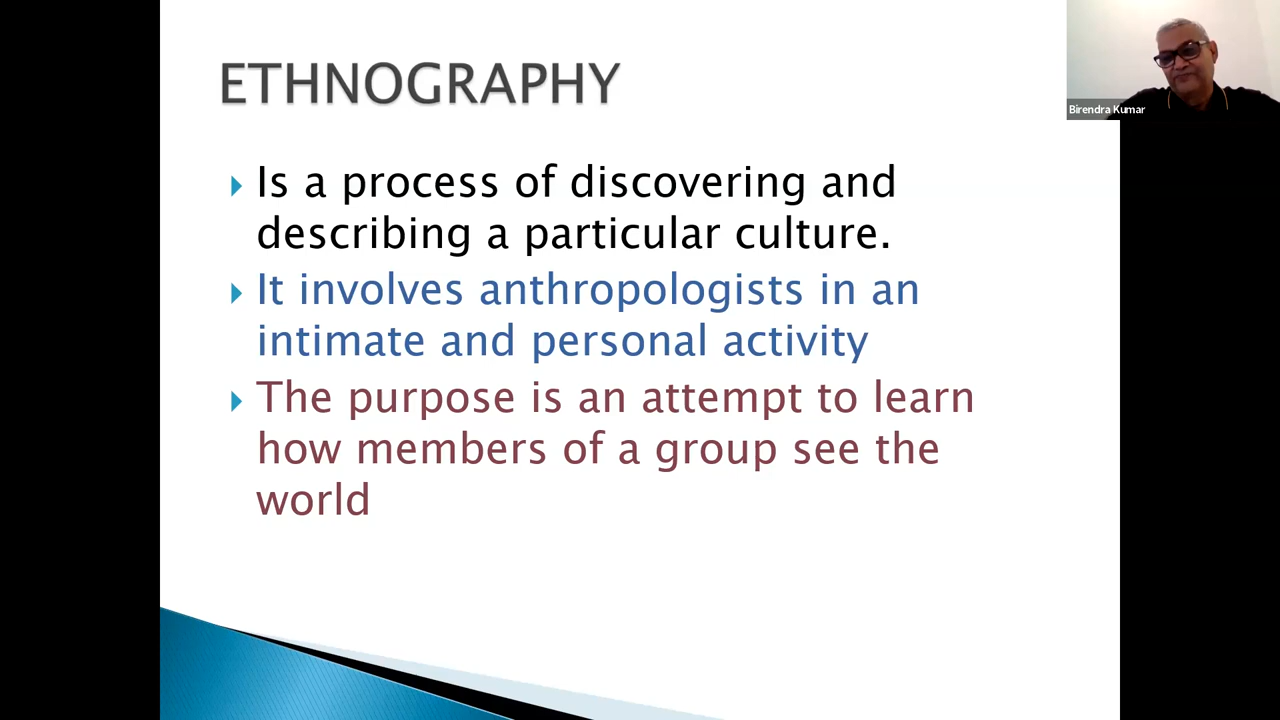 ETHNOGRAPHY
Birendra Kumar
Is a process of discovering and
describing a particular culture.
It involves anthropologists in an
intimate and personal activity
The purpose is an attempt to learn
how members of a group see the
world